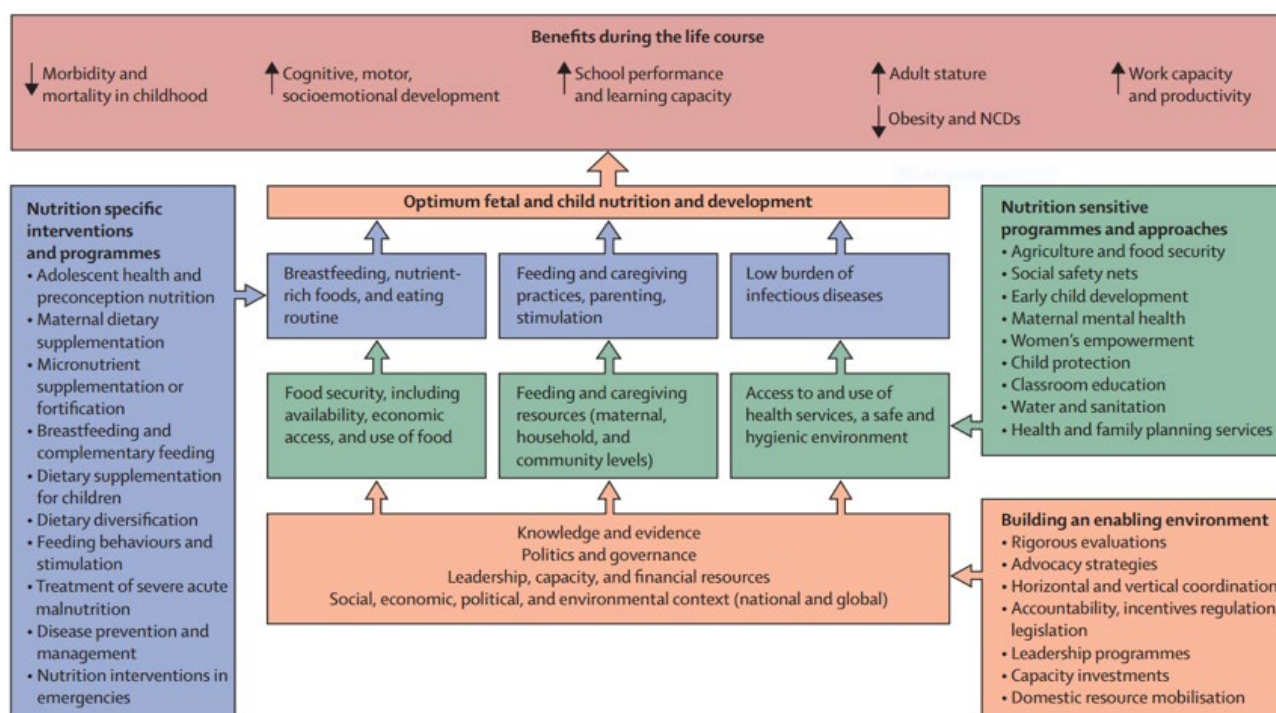 Benefits during the life course
Morbidity and
mortality in childhood
Cognitive, motor,
socioemotional development
School performance
and learning capacity
Adult stature
Obesity and NCDs
Work capacity
and productivity
Nutrition specific
interventions
and programmes
• Adolescent health and
preconception nutrition
• Maternal dietary
supplementation
• Micronutrient
supplementation or
fortification
• Breastfeeding and
complementary feeding
• Dietary supplementation
for children
• Dietary diversification
• Feeding behaviours and
stimulation
• Treatment of severe acute
malnutrition
• Disease prevention and
management
• Nutrition interventions in
emergencies
Optimum fetal and child nutrition and development
Breastfeeding, nutrient-
rich foods, and eating
routine
Feeding and caregiving
practices, parenting,
stimulation
Low burden of
infectious diseases
Food security, including
availability, economic
access, and use of food
Feeding and caregiving
resources (maternal,
household, and
community levels)
Access to and use of
health services, a safe and
hygienic environment
Knowledge and evidence
Politics and governance
Leadership, capacity, and financial resources
Social, economic, political, and environmental context (national and global)
Nutrition sensitive
programmes and approaches
• Agriculture and food security
• Social safety nets
• Early child development
• Maternal mental health
• Women's empowerment
• Child protection
• Classroom education
• Water and sanitation
• Health and family planning services
Building an enabling environment
• Rigorous evaluations
• Advocacy strategies
• Horizontal and vertical coordination
• Accountability, incentives regulation,
legislation
• Leadership programmes
• Capacity investments
• Domestic resource mobilisation